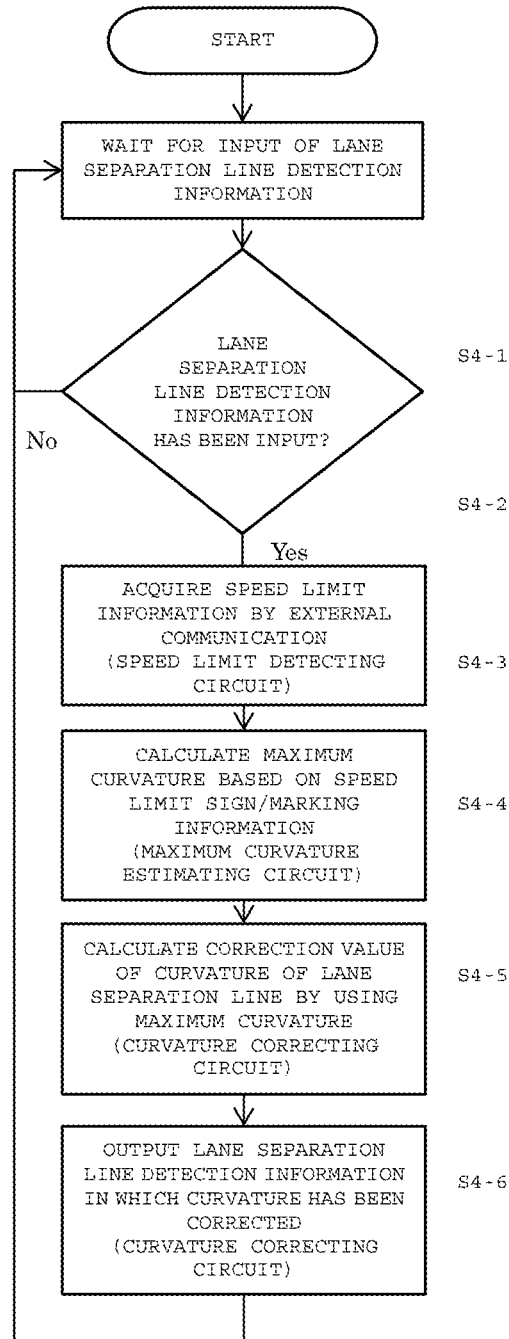 START
WAIT FOR INPUT OF LANE
SEPARATION LINE DETECTION
INFORMATION
LANE
SEPARATION
LINE DETECTION
INFORMATION
HAS BEEN INPUT?
S4-1
No
S4-2
Yes
ACQUIRE SPEED LIMIT
INFORMATION BY EXTERNAL
COMMUNICATION
(SPEED LIMIT DETECTING
CIRCUIT)
S4-3
CALCULATE MAXIMUM
CURVATURE BASED ON SPEED
LIMIT SIGN/MARKING
INFORMATION
(MAXIMUM CURVATURE
ESTIMATING CIRCUIT)
S4-4
CALCULATE CORRECTION VALUE
OF CURVATURE OF LANE
SEPARATION LINE BY USING
MAXIMUM CURVATURE
(CURVATURE CORRECTING
CIRCUIT)
S4-5
OUTPUT LANE SEPARATION
LINE DETECTION INFORMATION
IN WHICH CURVATURE HAS BEEN
CORRECTED
(CURVATURE CORRECTING
CIRCUIT)
S4-6